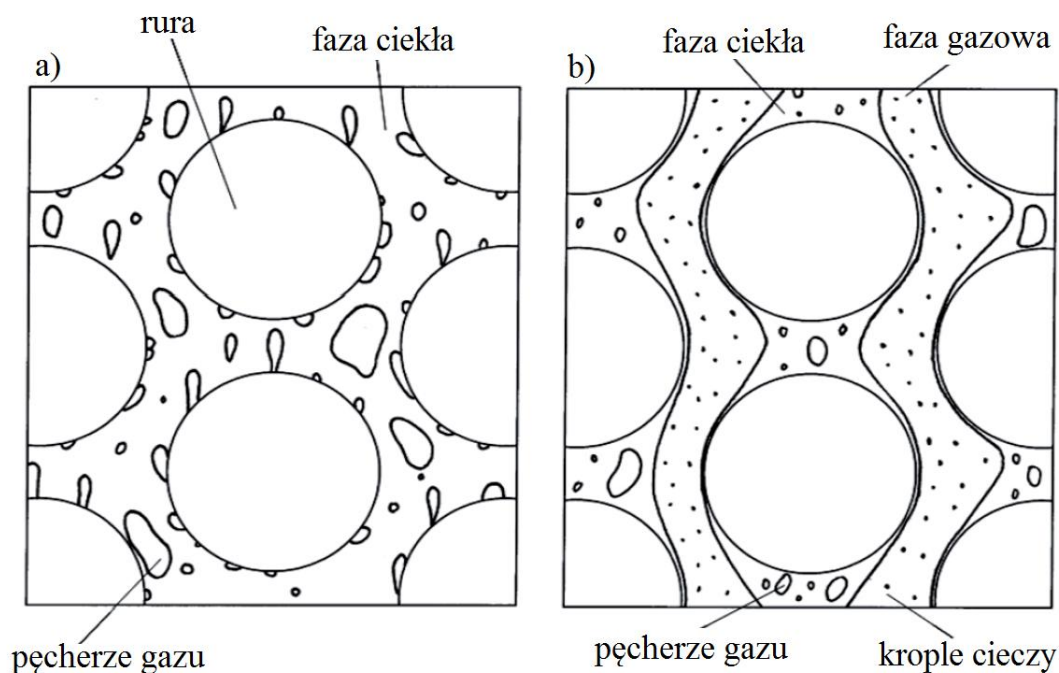 rura
faza ciekła
a)
pęcherze gazu
faza ciekła
faza gazowa
b)
pęcherze gazu
krople cieczy